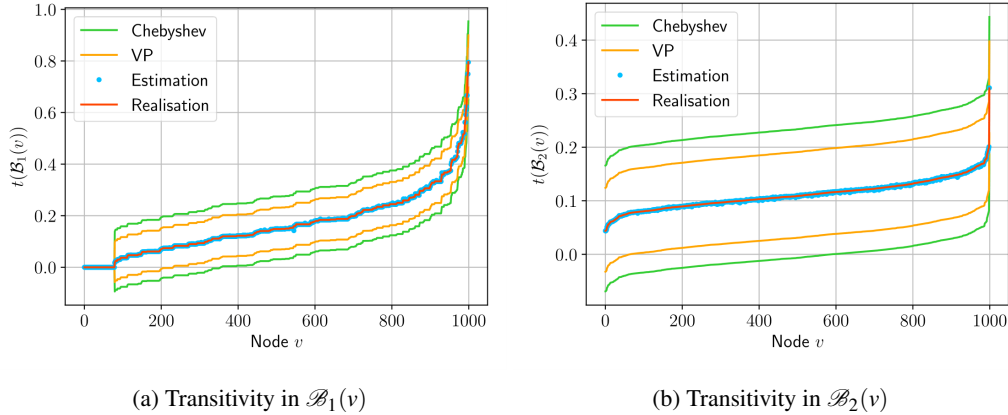 1.0
0.8
0.6
0.4
0.2
0.0
t(ℬ₁(v))
Chebyshev
VP
Estimation
Realisation
0 200 400 600 800 1000
Node v
(a) Transitivity in ℬ₁(v)
0.4
0.3
0.2
0.1
0.0
t(ℬ₂(v))
Chebyshev
VP
Estimation
Realisation
0 200 400 600 800 1000
Node v
(b) Transitivity in ℬ₂(v)